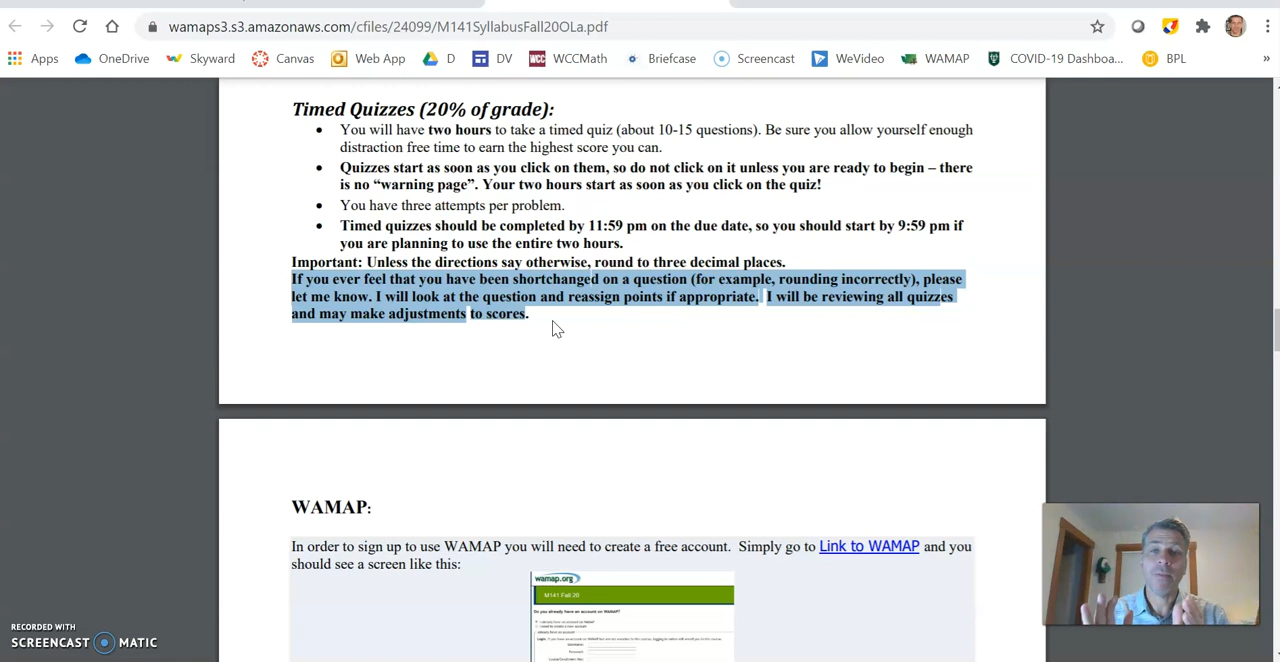 wamaps3.s3.amazonaws.com/cfiles/24099/M141SyllabusFall20OLa.pdf
Apps OneDrive Skyward Canvas Web App D DV WCC WCCMath Briefcase Screencast WeVideo WAMAP COVID-19 Dashboa... BPL »
Timed Quizzes (20% of grade):
• You will have two hours to take a timed quiz (about 10-15 questions). Be sure you allow yourself enough
distraction free time to earn the highest score you can.
• Quizzes start as soon as you click on them, so do not click on it unless you are ready to begin – there
is no “warning page”. Your two hours start as soon as you click on the quiz!
• You have three attempts per problem.
• Timed quizzes should be completed by 11:59 pm on the due date, so you should start by 9:59 pm if
you are planning to use the entire two hours.
Important: Unless the directions say otherwise, round to three decimal places.
If you ever feel that you have been shortchanged on a question (for example, rounding incorrectly), please
let me know. I will look at the question and reassign points if appropriate. I will be reviewing all quizzes
and may make adjustments to scores.
WAMAP:
In order to sign up to use WAMAP you will need to create a free account. Simply go to Link to WAMAP and you
should see a screen like this:
wamap.org
M141 Fall 20
Do you already have an account on WAMAP?
RECORDED WITH
SCREENCAST MATIC